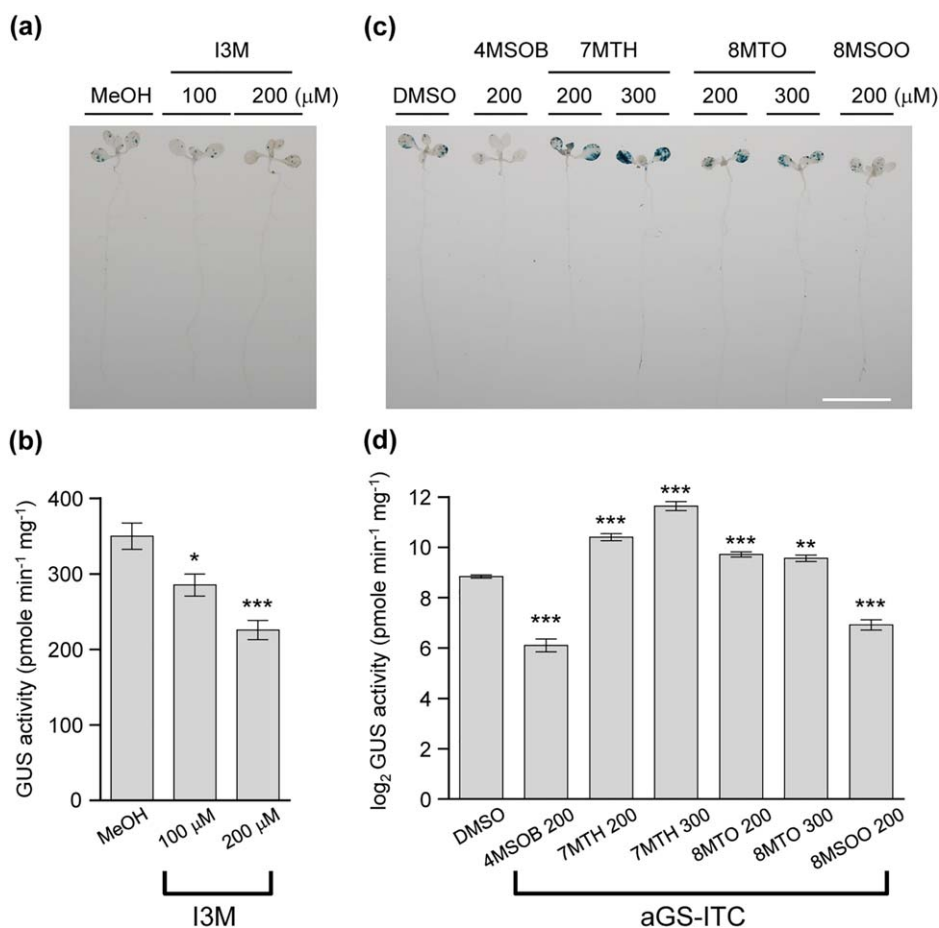 (a)
I3M
MeOH 100 200 (μM)
(c)
4MSOB 7MTH 8MTO 8MSOO
DMSO 200 200 300 200 300 200 (μM)
(b)
GUS activity (pmole min⁻¹ mg⁻¹)
400
300
200
100
0
*
***
MeOH 100 μM 200 μM
I3M
(d)
log₂ GUS activity (pmole min⁻¹ mg⁻¹)
12
10
8
6
4
2
0
*** *** *** *** ** ***
DMSO 4MSOB 200 7MTH 200 7MTH 300 8MTO 200 8MTO 300 8MSOO 200
aGS-ITC